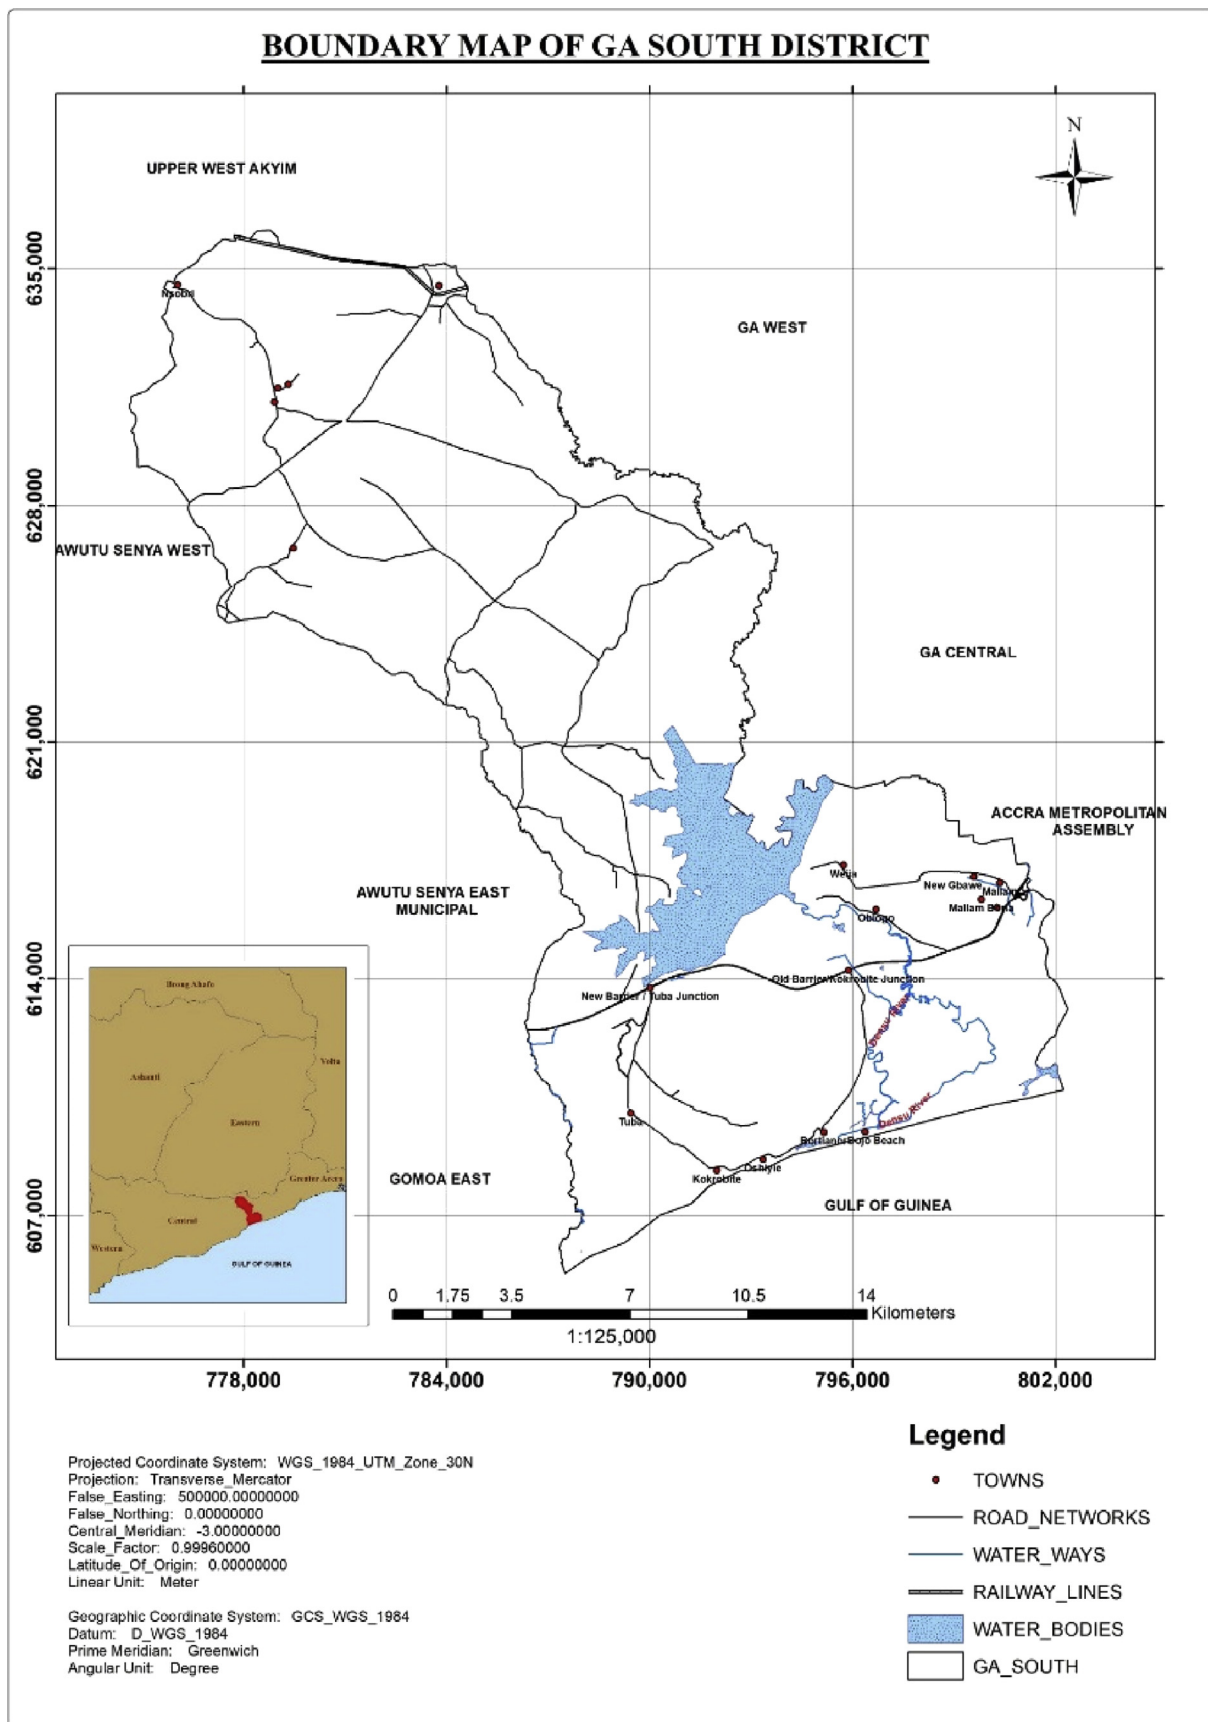 BOUNDARY MAP OF GA SOUTH DISTRICT
N
UPPER WEST AKYIM
635,000
Nsobri
GA WEST
628,000
AWUTU SENYA WEST
GA CENTRAL
621,000
ACCRA METROPOLITAN
ASSEMBLY
Weija
New Gbawe
Mallam
AWUTU SENYA EAST
MUNICIPAL
Mallam
Oblogo
614,000
Old Barrier/Kokrobite Junction
New Barrier / Tuba Junction
Densu River
Densu River
Tuba
Bortianor
Bojo Beach
Oshiyie
Kokrobite
GOMOA EAST
GULF OF GUINEA
607,000
Brong Ahafo
Volta
Ashanti
Eastern
Greater Accra
Central
Western
GULF OF GUINEA
0 1.75 3.5 7 10.5 14
Kilometers
1:125,000
778,000 784,000 790,000 796,000 802,000
Projected Coordinate System: WGS_1984_UTM_Zone_30N
Projection: Transverse_Mercator
False_Easting: 500000.00000000
False_Northing: 0.00000000
Central_Meridian: -3.00000000
Scale_Factor: 0.99960000
Latitude_Of_Origin: 0.00000000
Linear Unit: Meter
Geographic Coordinate System: GCS_WGS_1984
Datum: D_WGS_1984
Prime Meridian: Greenwich
Angular Unit: Degree
Legend
TOWNS
ROAD_NETWORKS
WATER_WAYS
RAILWAY_LINES
WATER_BODIES
GA_SOUTH